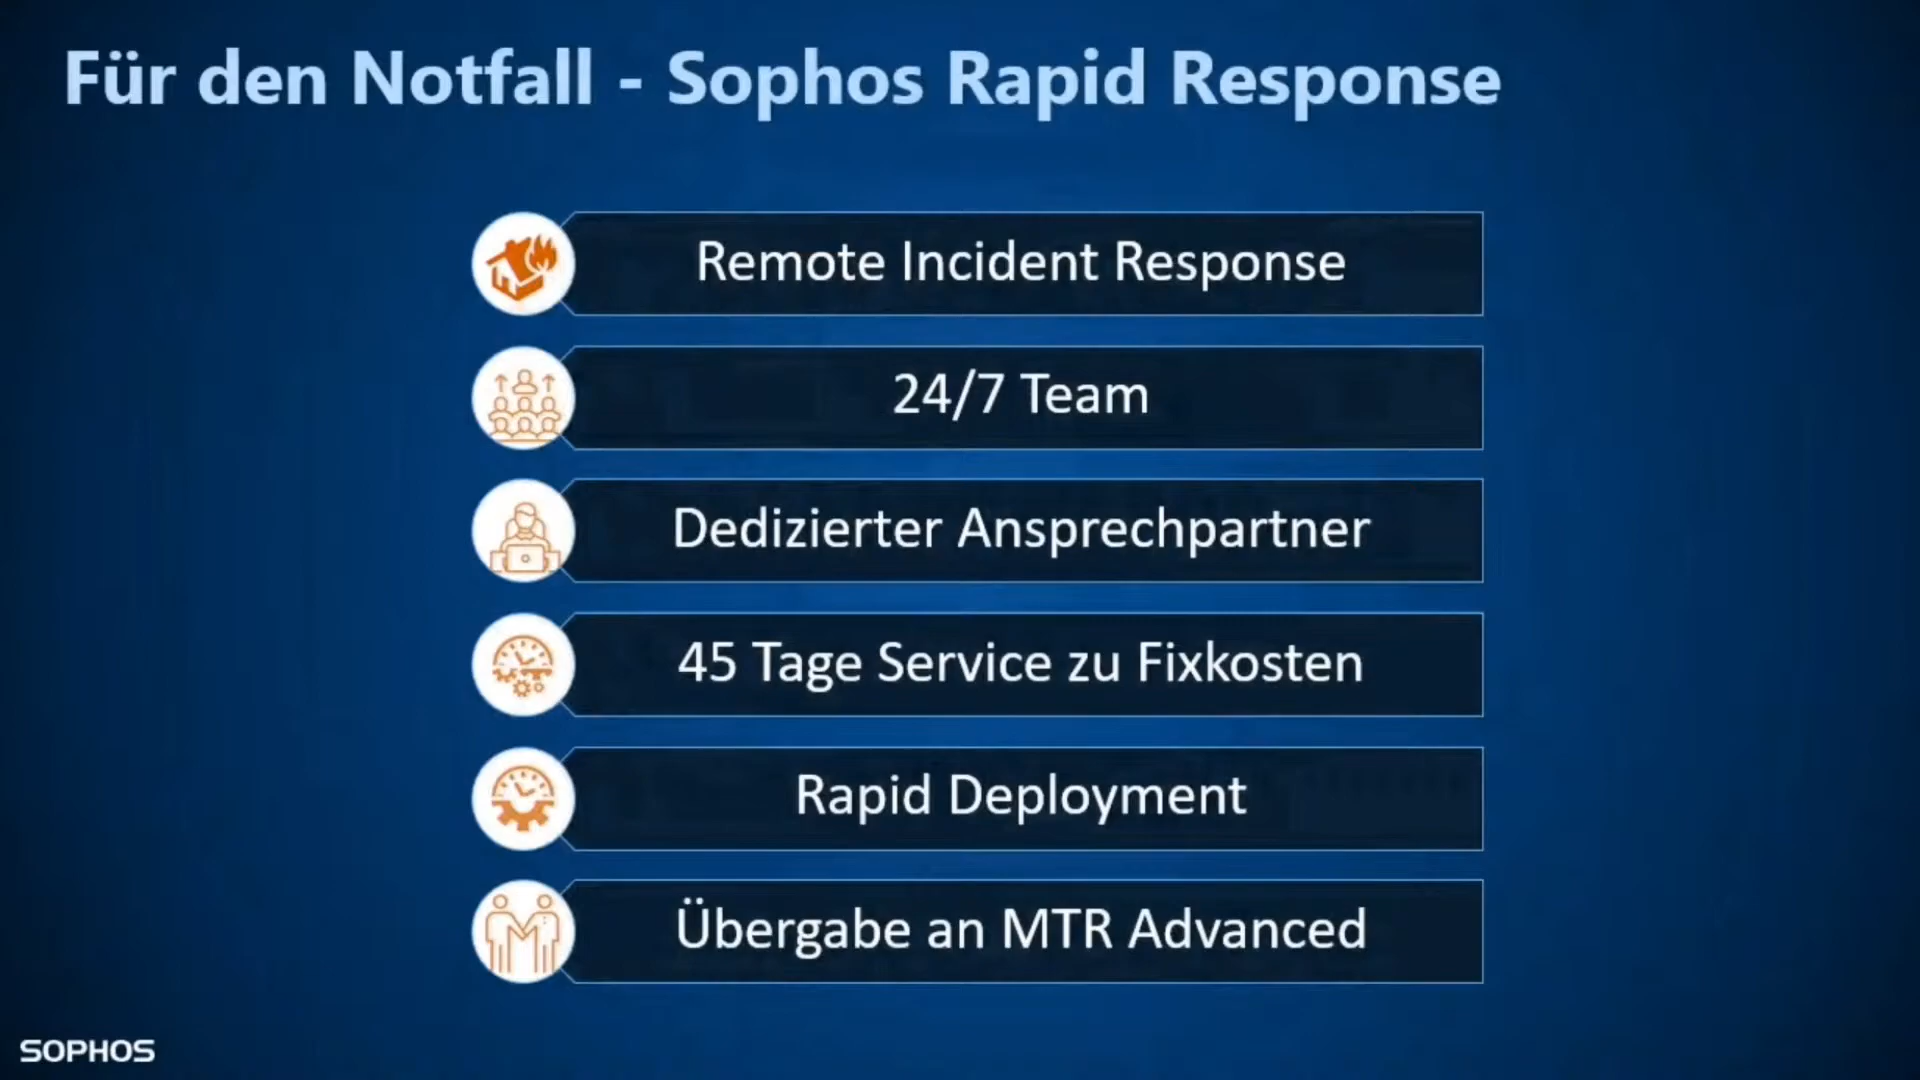 Für den Notfall - Sophos Rapid Response
Remote Incident Response
24/7 Team
Dedizierter Ansprechpartner
45 Tage Service zu Fixkosten
Rapid Deployment
Übergabe an MTR Advanced
SOPHOS